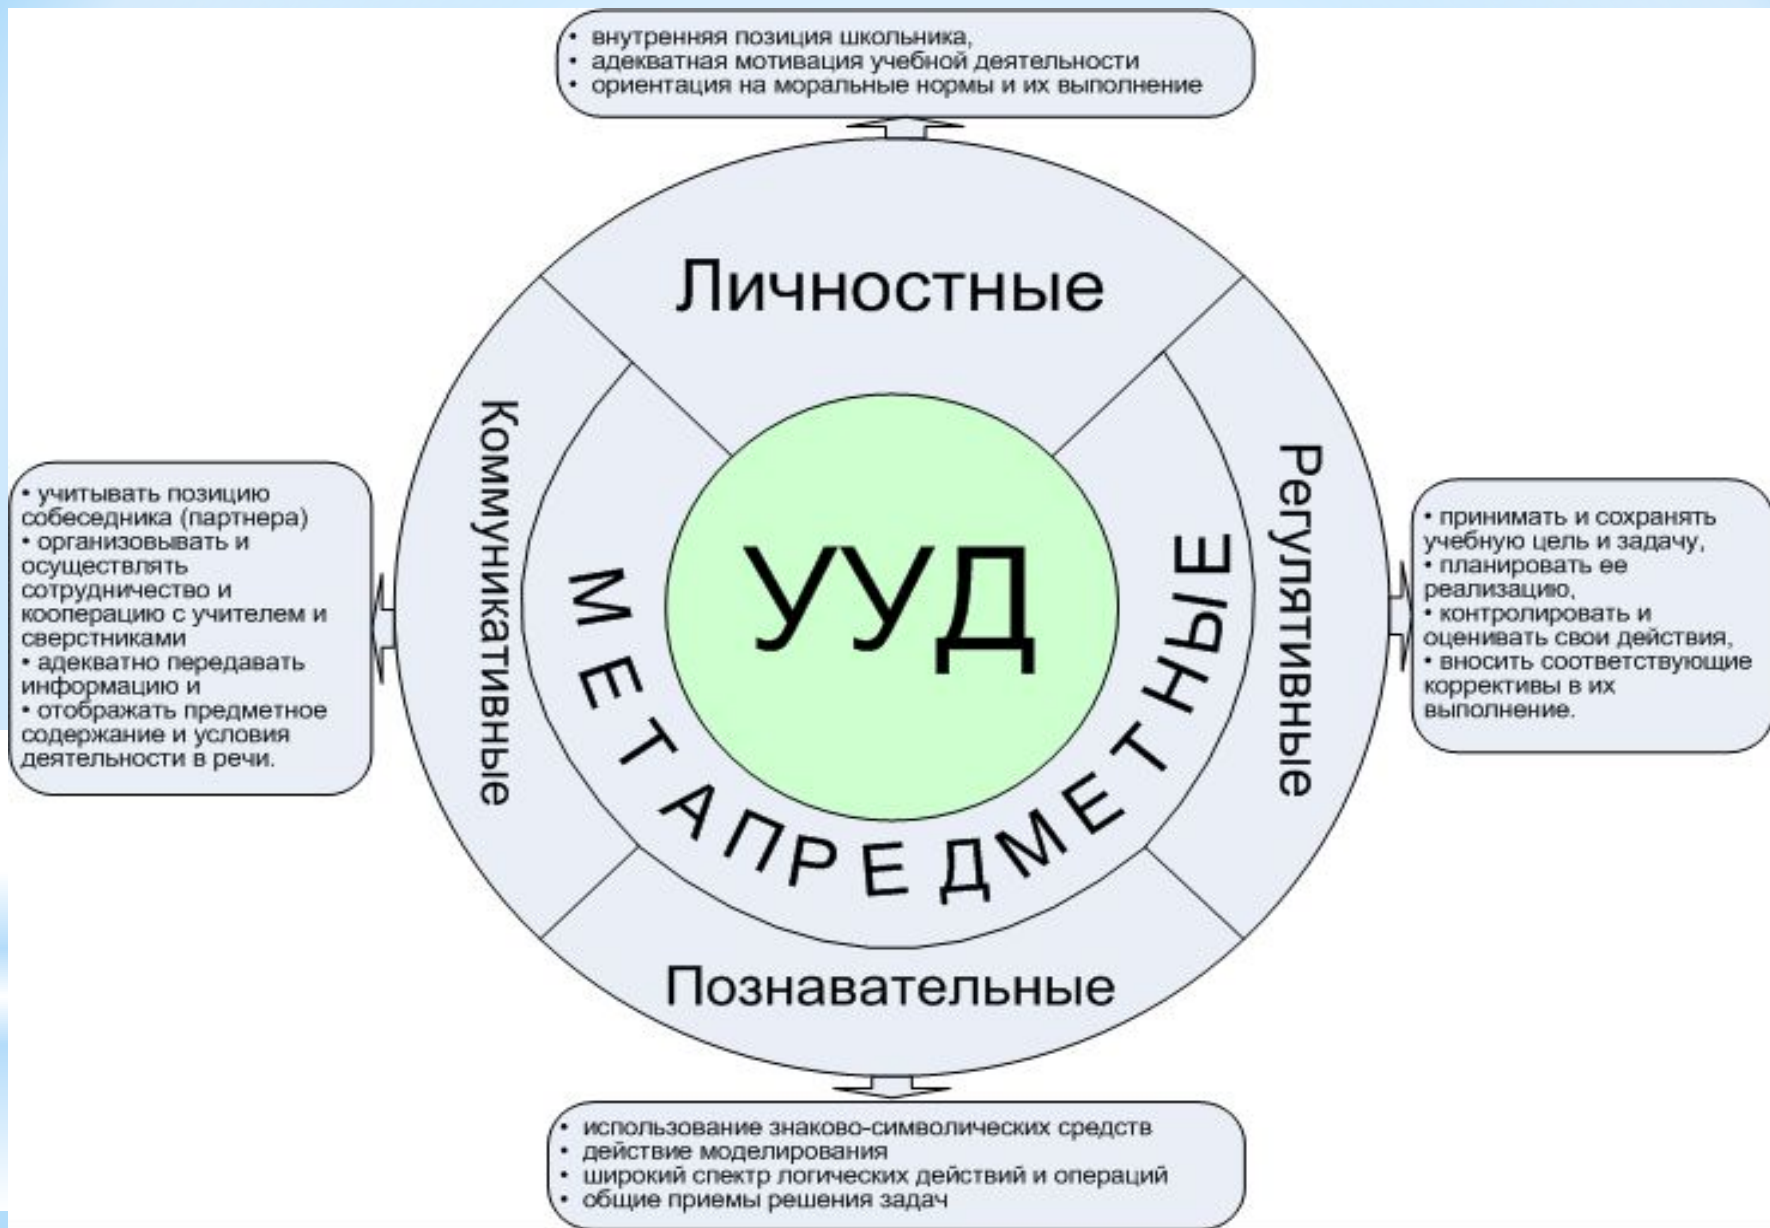 • внутренняя позиция школьника,
• адекватная мотивация учебной деятельности
• ориентация на моральные нормы и их выполнение
Личностные
Коммуникативные
• учитывать позицию
собеседника (партнера)
• организовывать и
осуществлять
сотрудничество и
кооперацию с учителем и
сверстниками
• адекватно передавать
информацию и
• отображать предметное
содержание и условия
деятельности в речи.
УУД
МЕТАПРЕДМЕТНЫЕ
Регулятивные
• принимать и сохранять
учебную цель и задачу,
• планировать ее
реализацию,
• контролировать и
оценивать свои действия,
• вносить соответствующие
коррективы в их
выполнение.
Познавательные
• использование знаково-символических средств
• действие моделирования
• широкий спектр логических действий и операций
• общие приемы решения задач